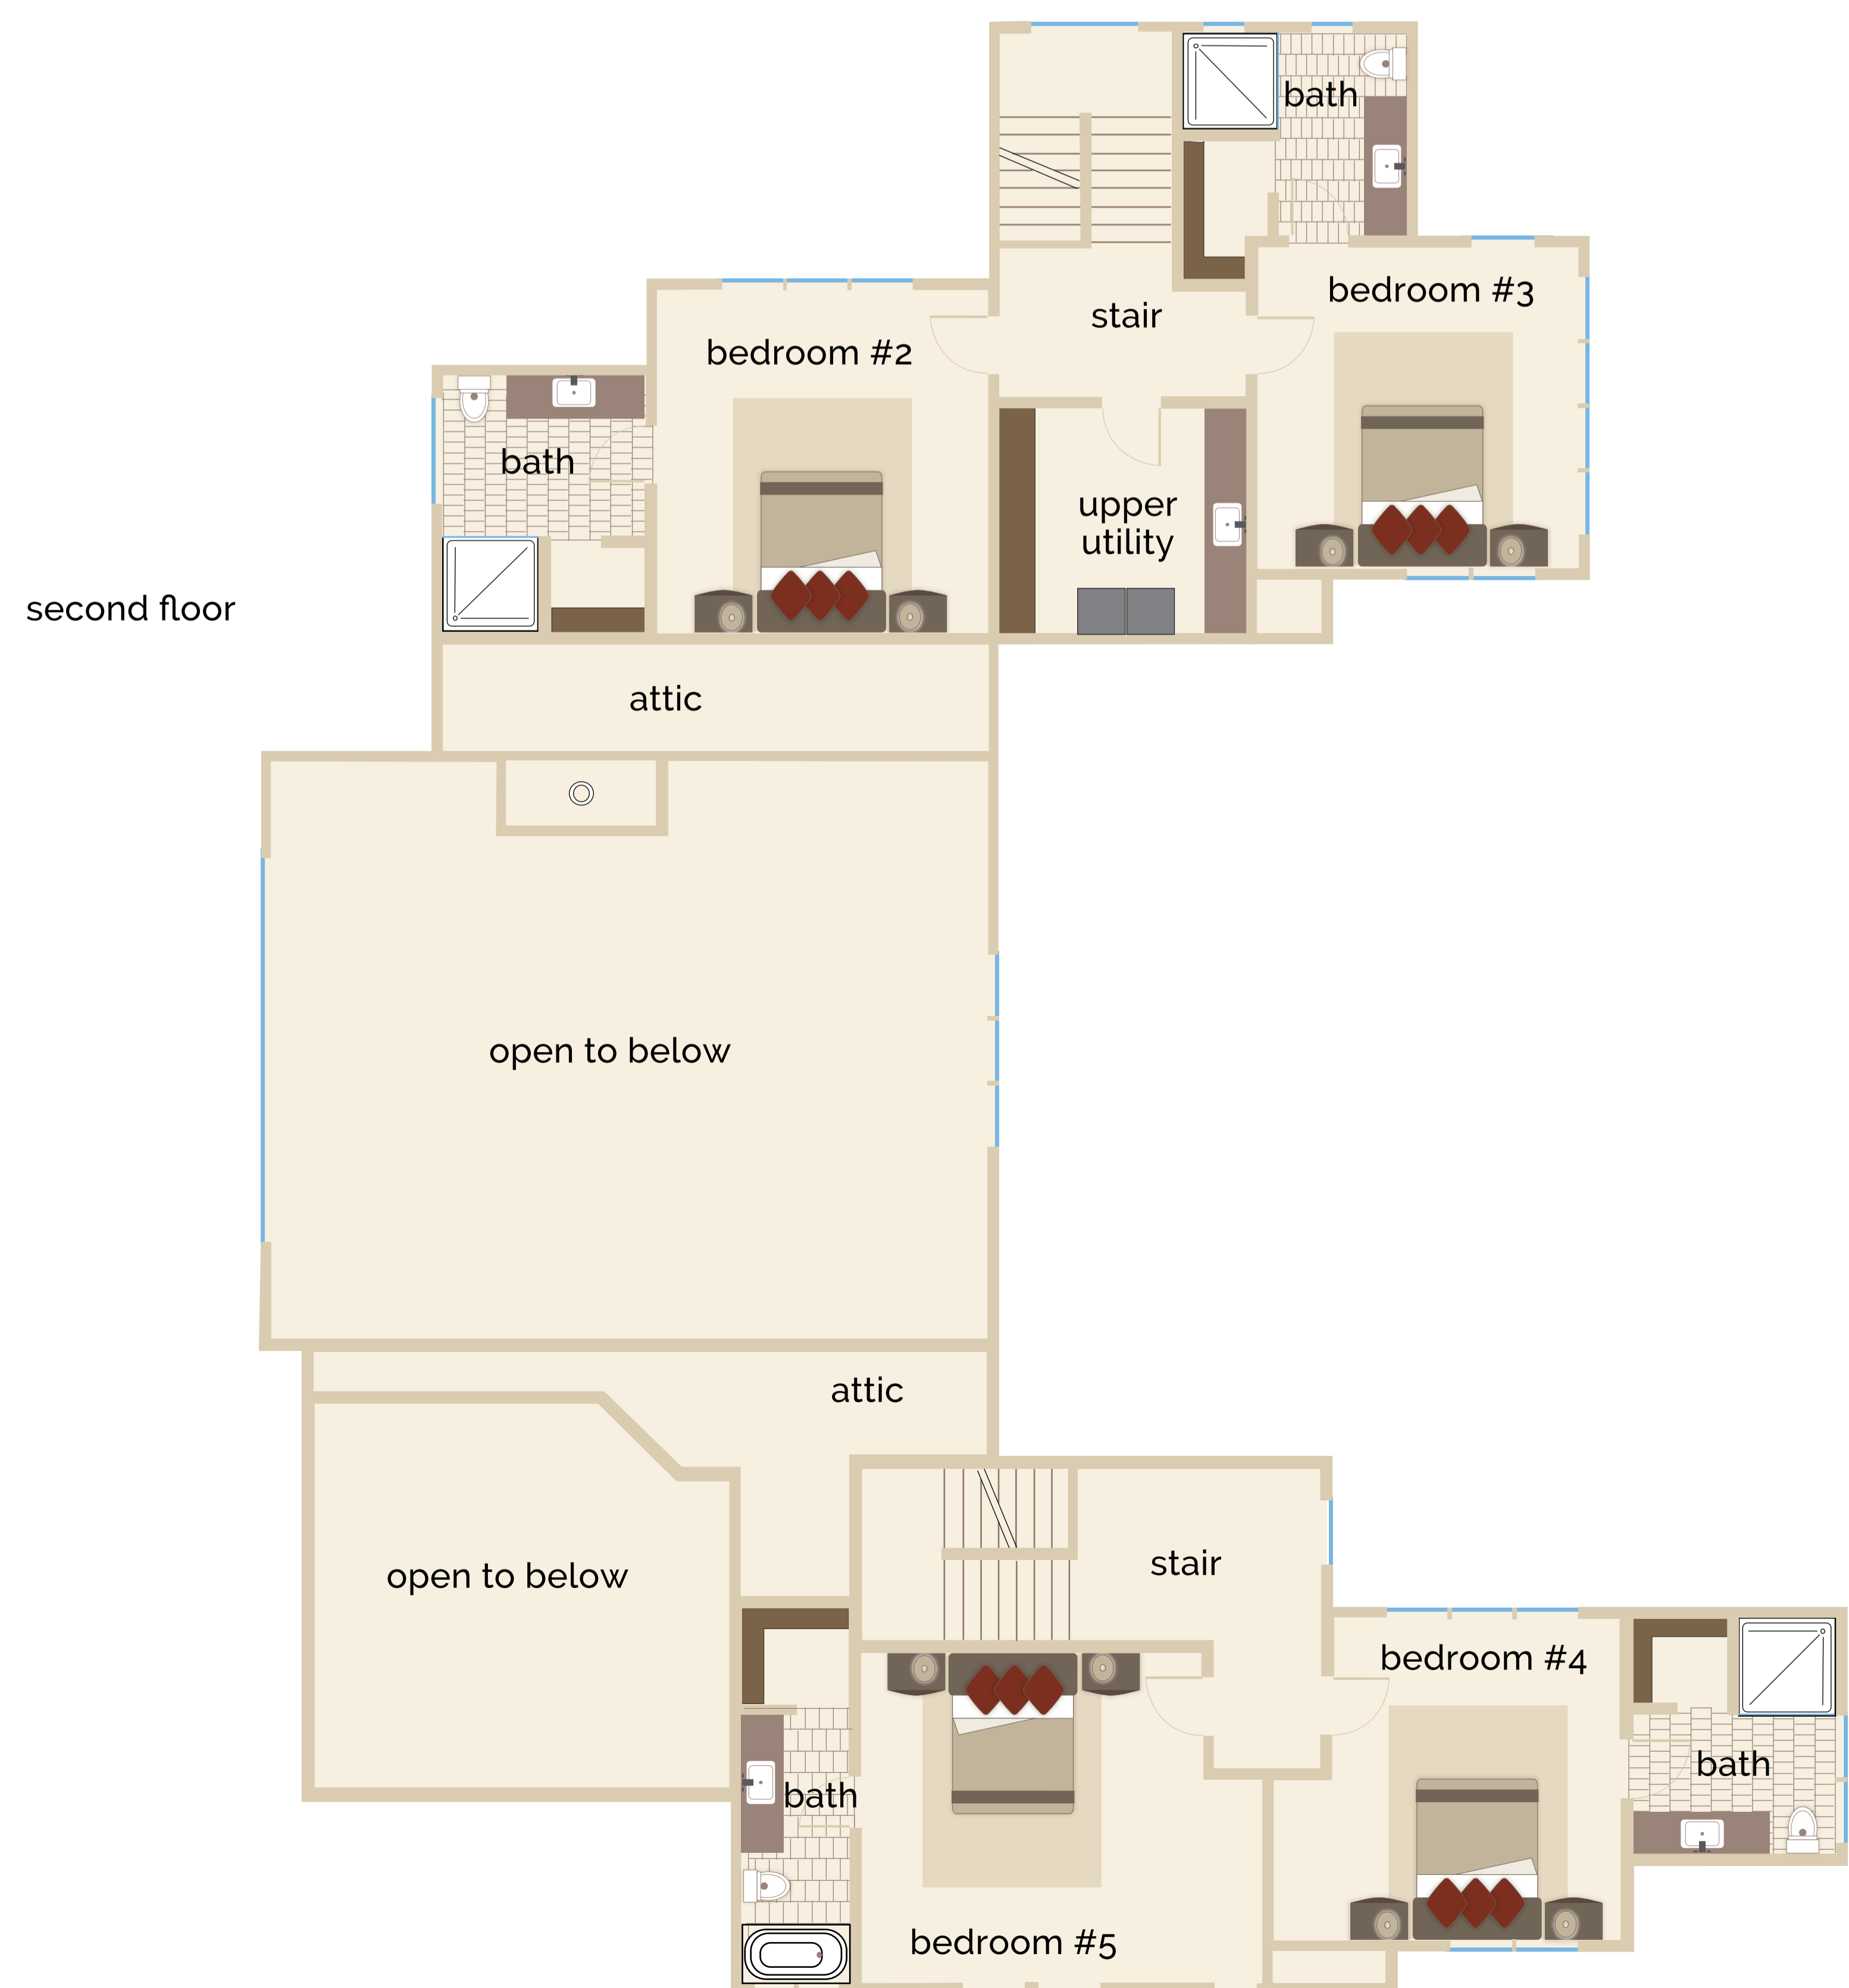 bath
bedroom #3
stair
bedroom #2
bath
upper
utility
second floor
attic
open to below
attic
stair
open to below
bedroom #4
bath
bath
bedroom #5